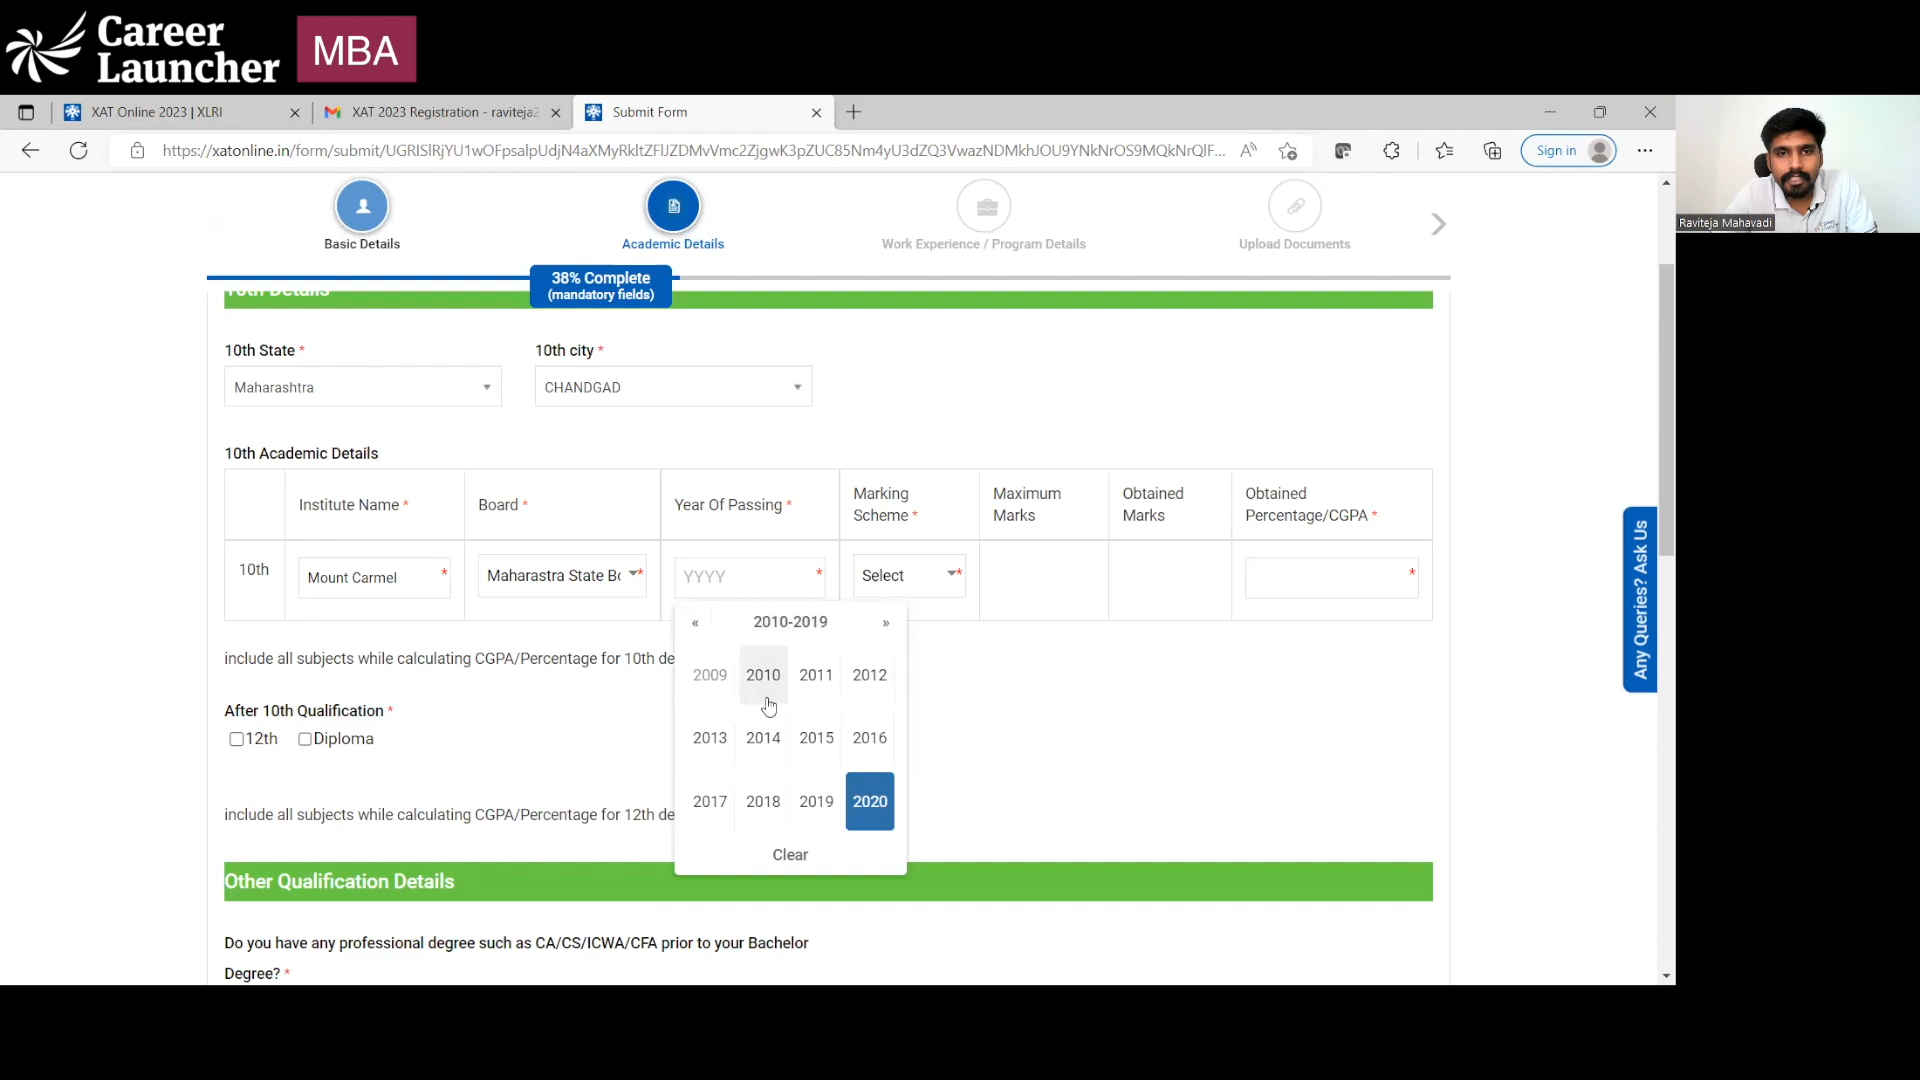 Career
Launcher
MBA
XAT Online 2023 | XLRI
XAT 2023 Registration - raviteja2
Submit Form
Sign in
Raviteja Mahavadi
Basic Details
Academic Details
Work Experience / Program Details
Upload Documents
38% Complete
(mandatory fields)
10th Details
10th State *
10th city *
Maharashtra
CHANDGAD
10th Academic Details
Institute Name *
Board *
Year Of Passing *
Marking
Scheme *
Maximum
Marks
Obtained
Marks
Obtained
Percentage/CGPA *
10th
Mount Carmel *
Maharastra State Bo *
YYYY *
Select *
*
« 2010-2019 »
2009 2010 2011 2012
2013 2014 2015 2016
2017 2018 2019 2020
Clear
include all subjects while calculating CGPA/Percentage for 10th de
After 10th Qualification *
12th Diploma
include all subjects while calculating CGPA/Percentage for 12th de
Other Qualification Details
Do you have any professional degree such as CA/CS/ICWA/CFA prior to your Bachelor
Degree? *
Any Queries? Ask Us